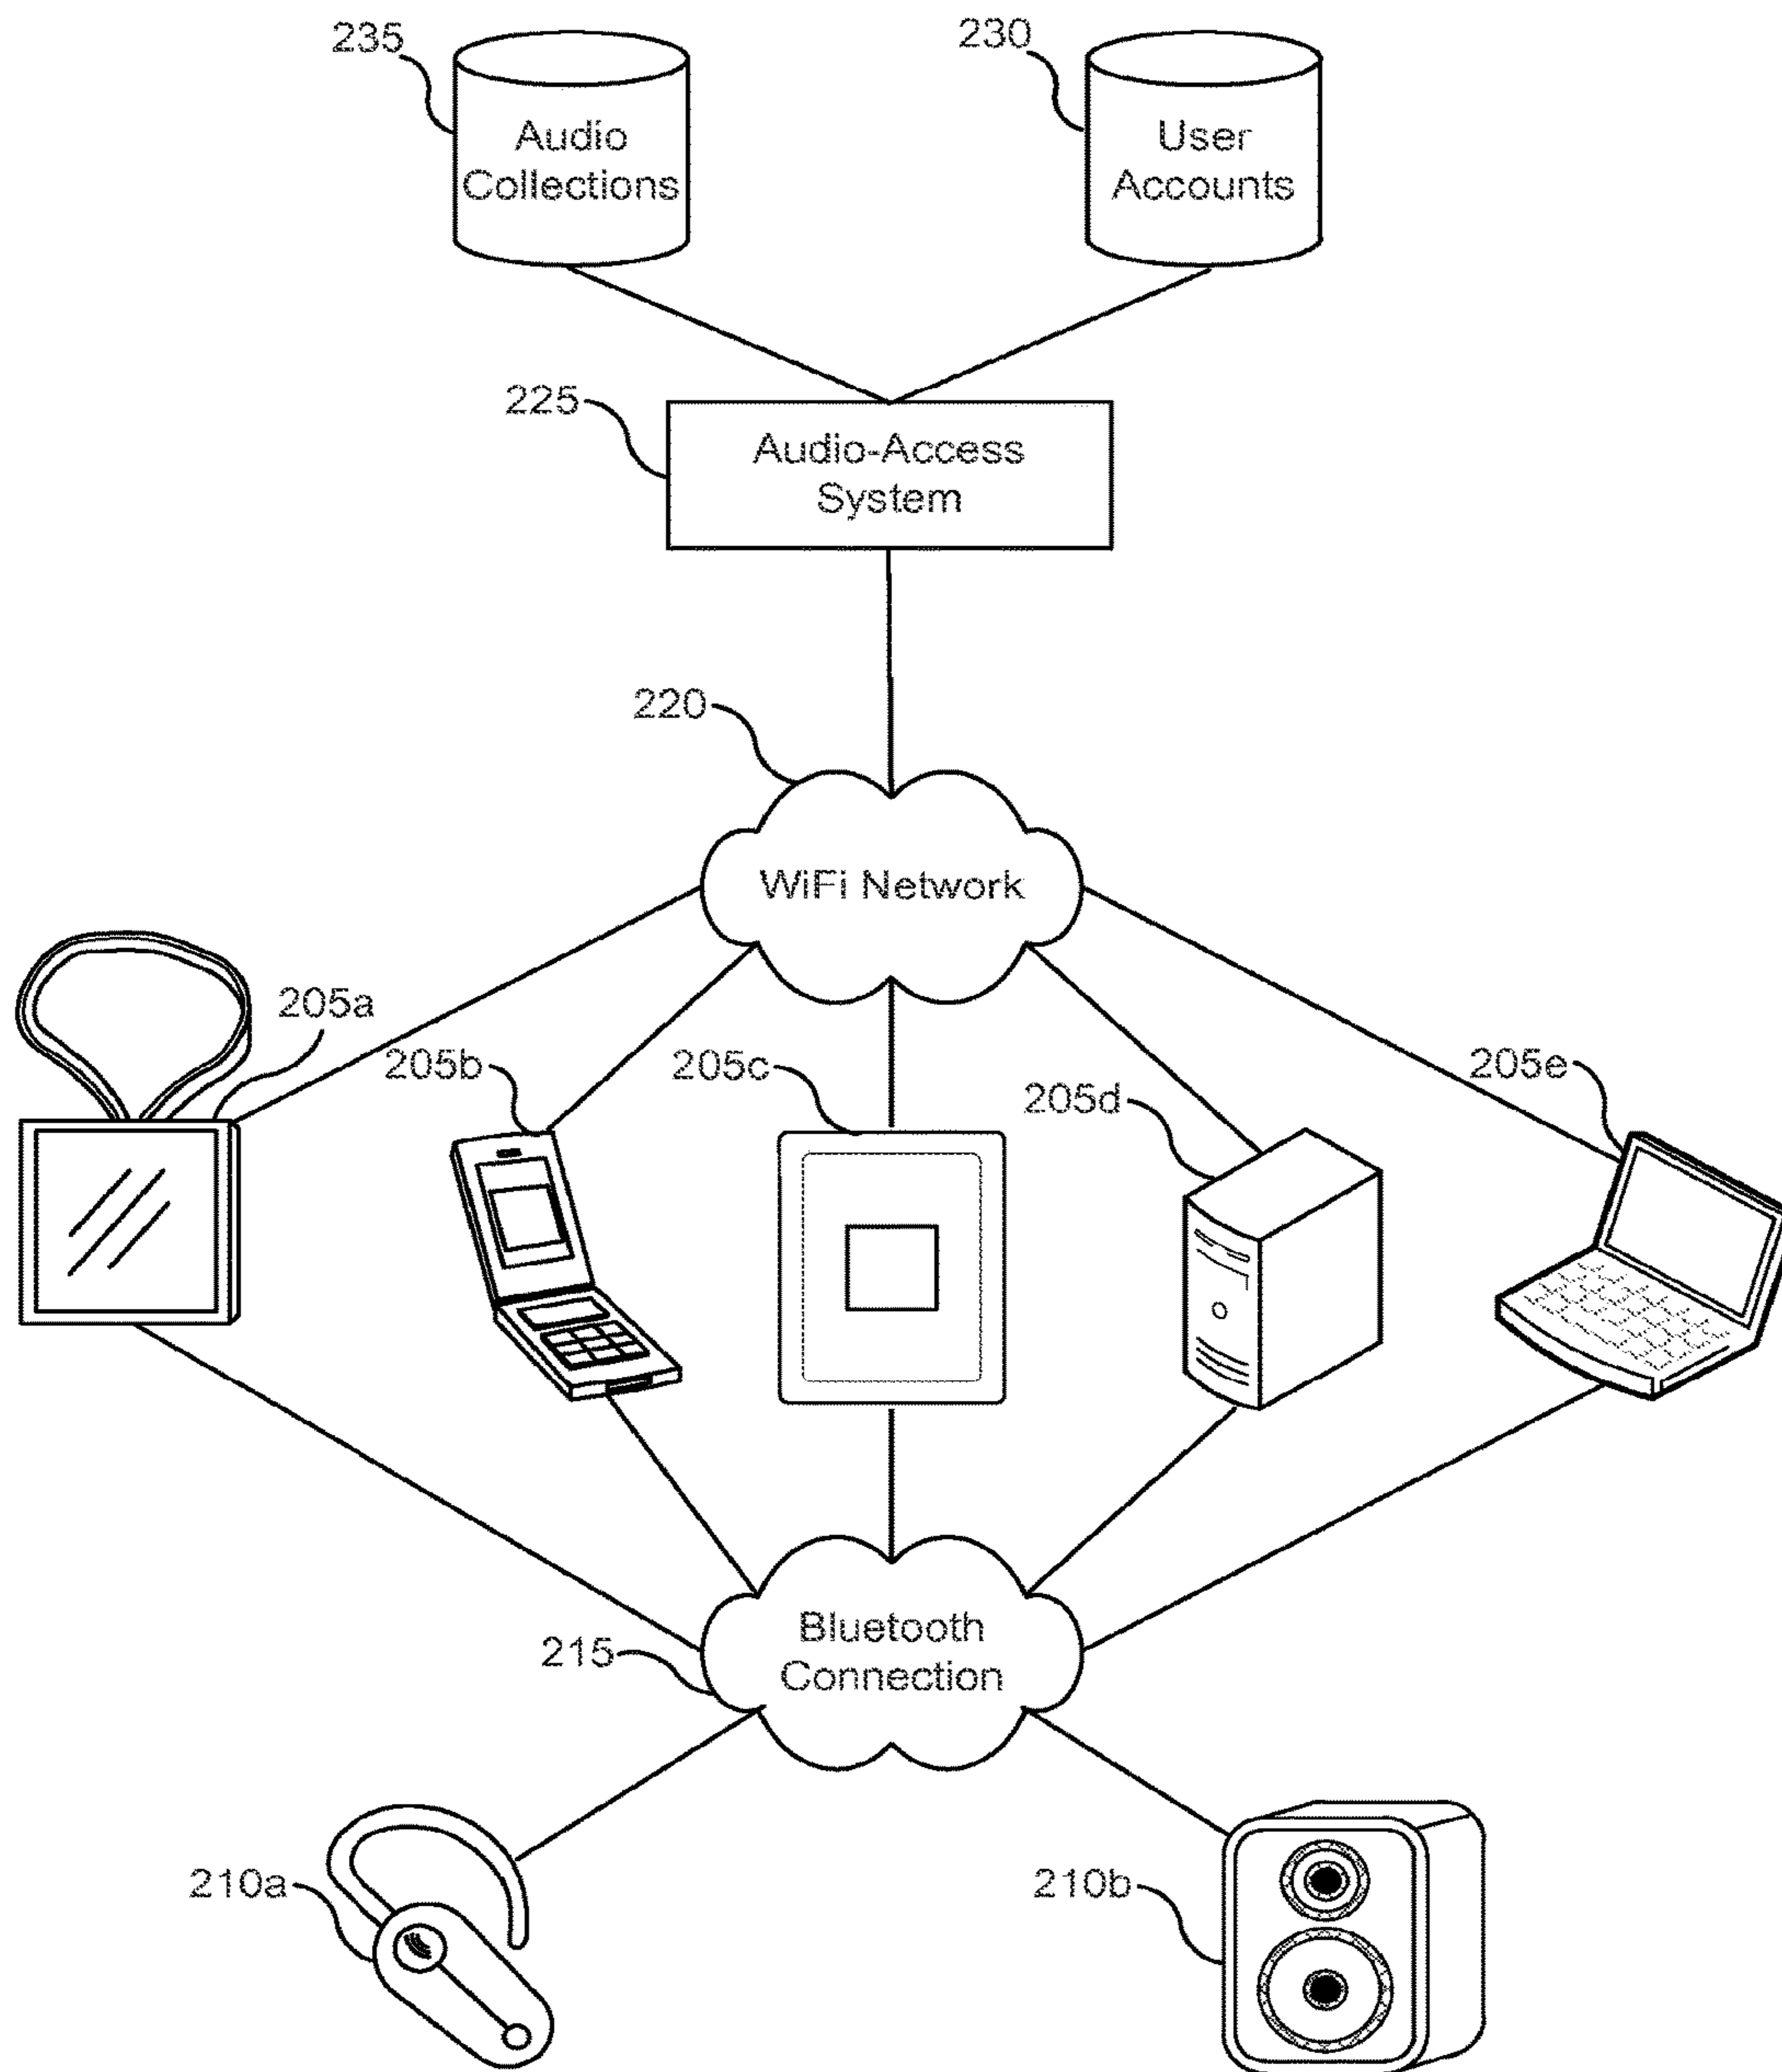 235
230
Audio
Collections
User
Accounts
225
Audio-Access
System
220
WiFi Network
205a
205b
205c
205d
205e
215
Bluetooth
Connection
210a
210b